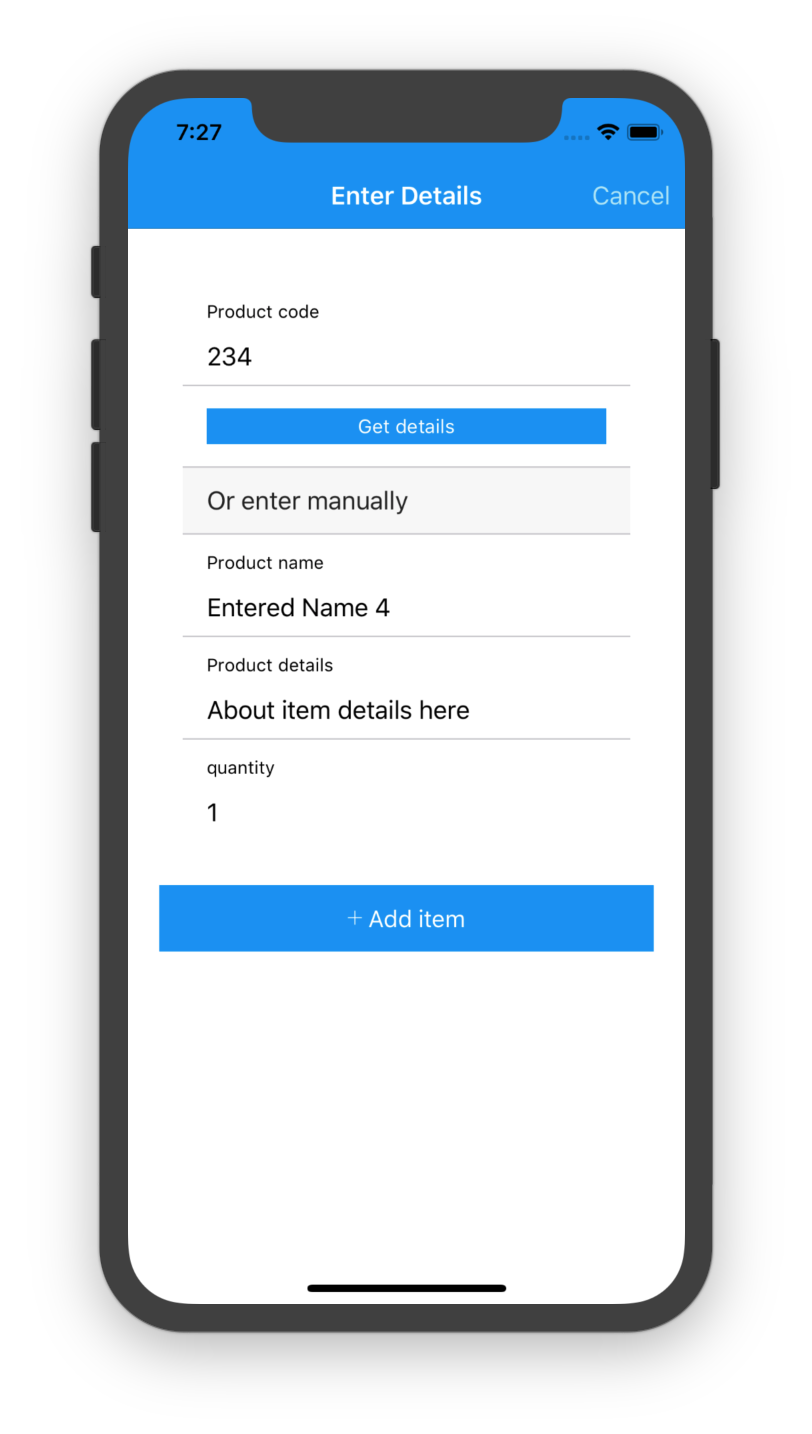 7:27
Enter Details
Cancel
Product code
234
Get details
Or enter manually
Product name
Entered Name 4
Product details
About item details here
quantity
1
+ Add item